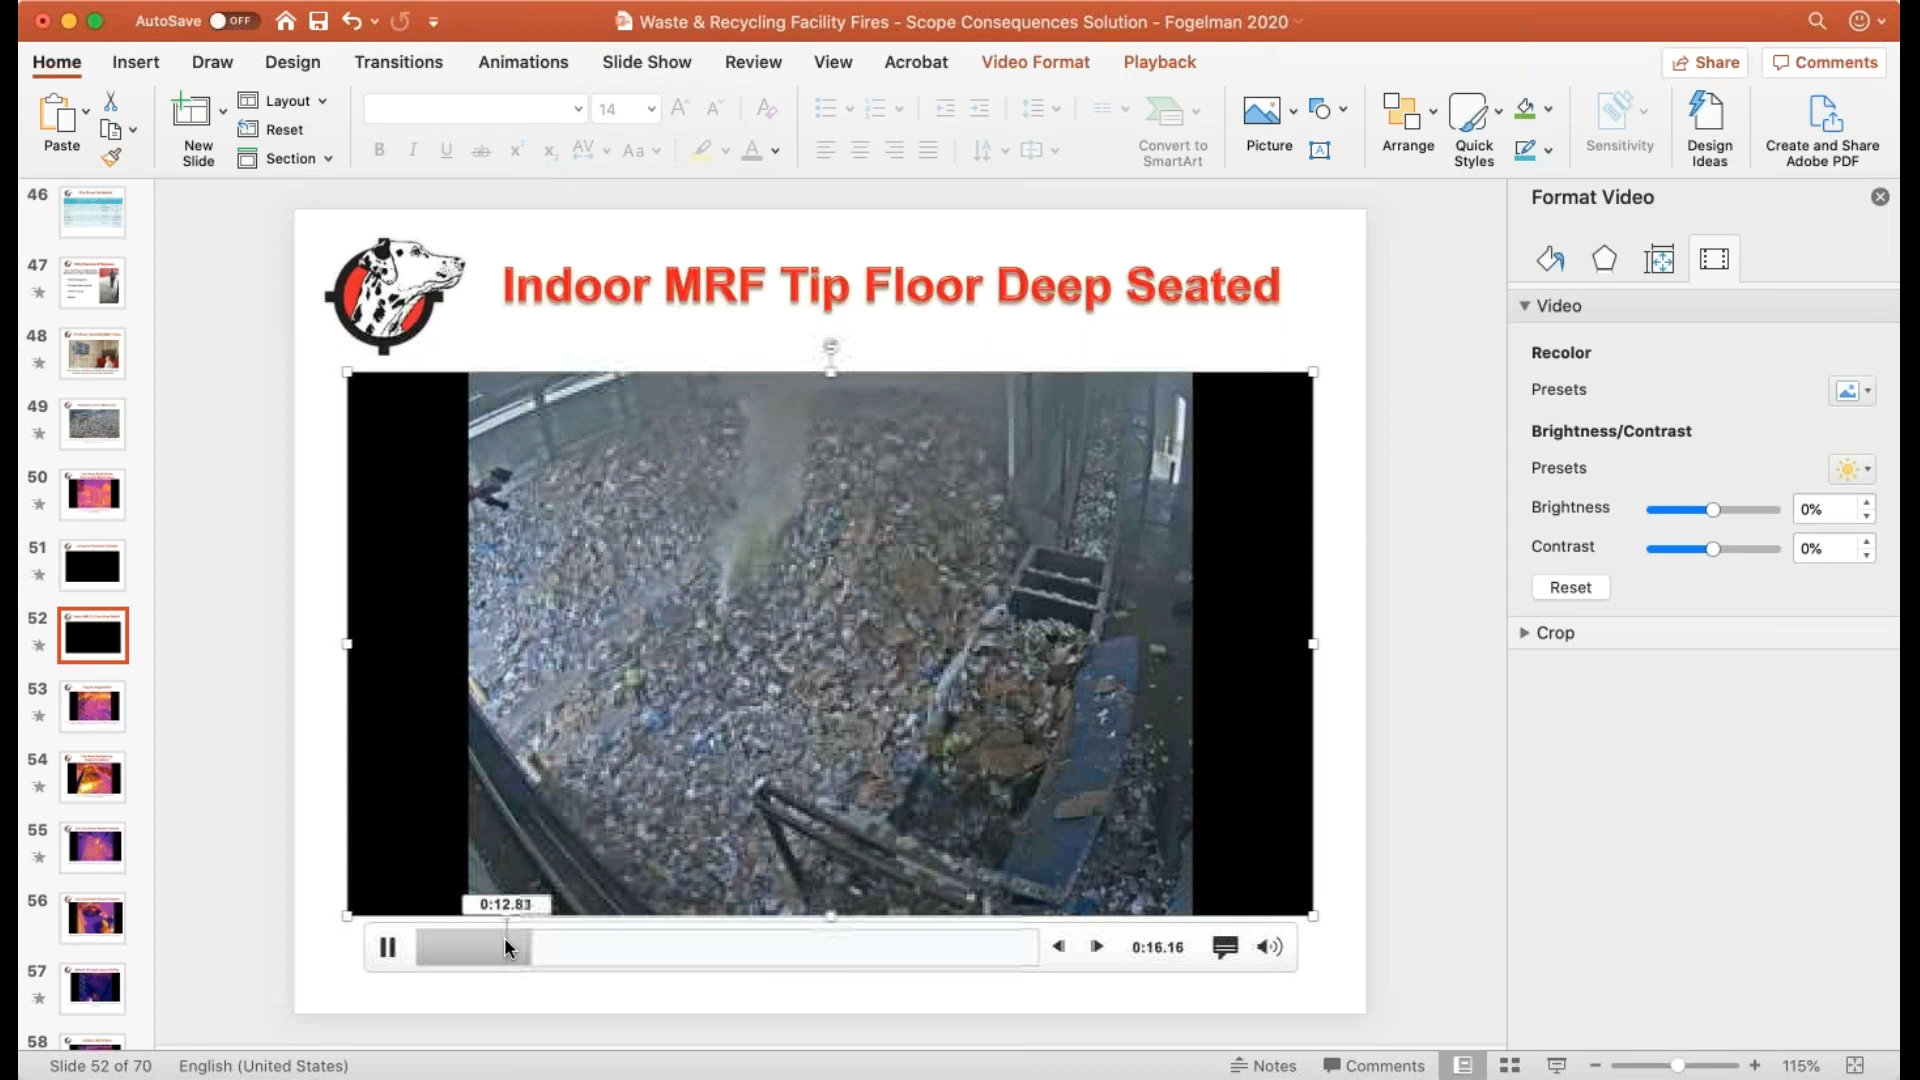 AutoSave OFF
Waste & Recycling Facility Fires - Scope Consequences Solution - Fogelman 2020
Home Insert Draw Design Transitions Animations Slide Show Review View Acrobat Video Format Playback Share Comments
Paste
New Slide
Layout
Reset
Section
14
B I U ab x² x₂ AV Aa A
Convert to SmartArt
Picture
Arrange
Quick Styles
Sensitivity
Design Ideas
Create and Share Adobe PDF
46
47
48
49
50
51
52
53
54
55
56
57
58
Indoor MRF Tip Floor Deep Seated
0:12.83
0:16.16
Format Video
Video
Recolor
Presets
Brightness/Contrast
Presets
Brightness 0%
Contrast 0%
Reset
Crop
Slide 52 of 70 English (United States) Notes Comments 115%